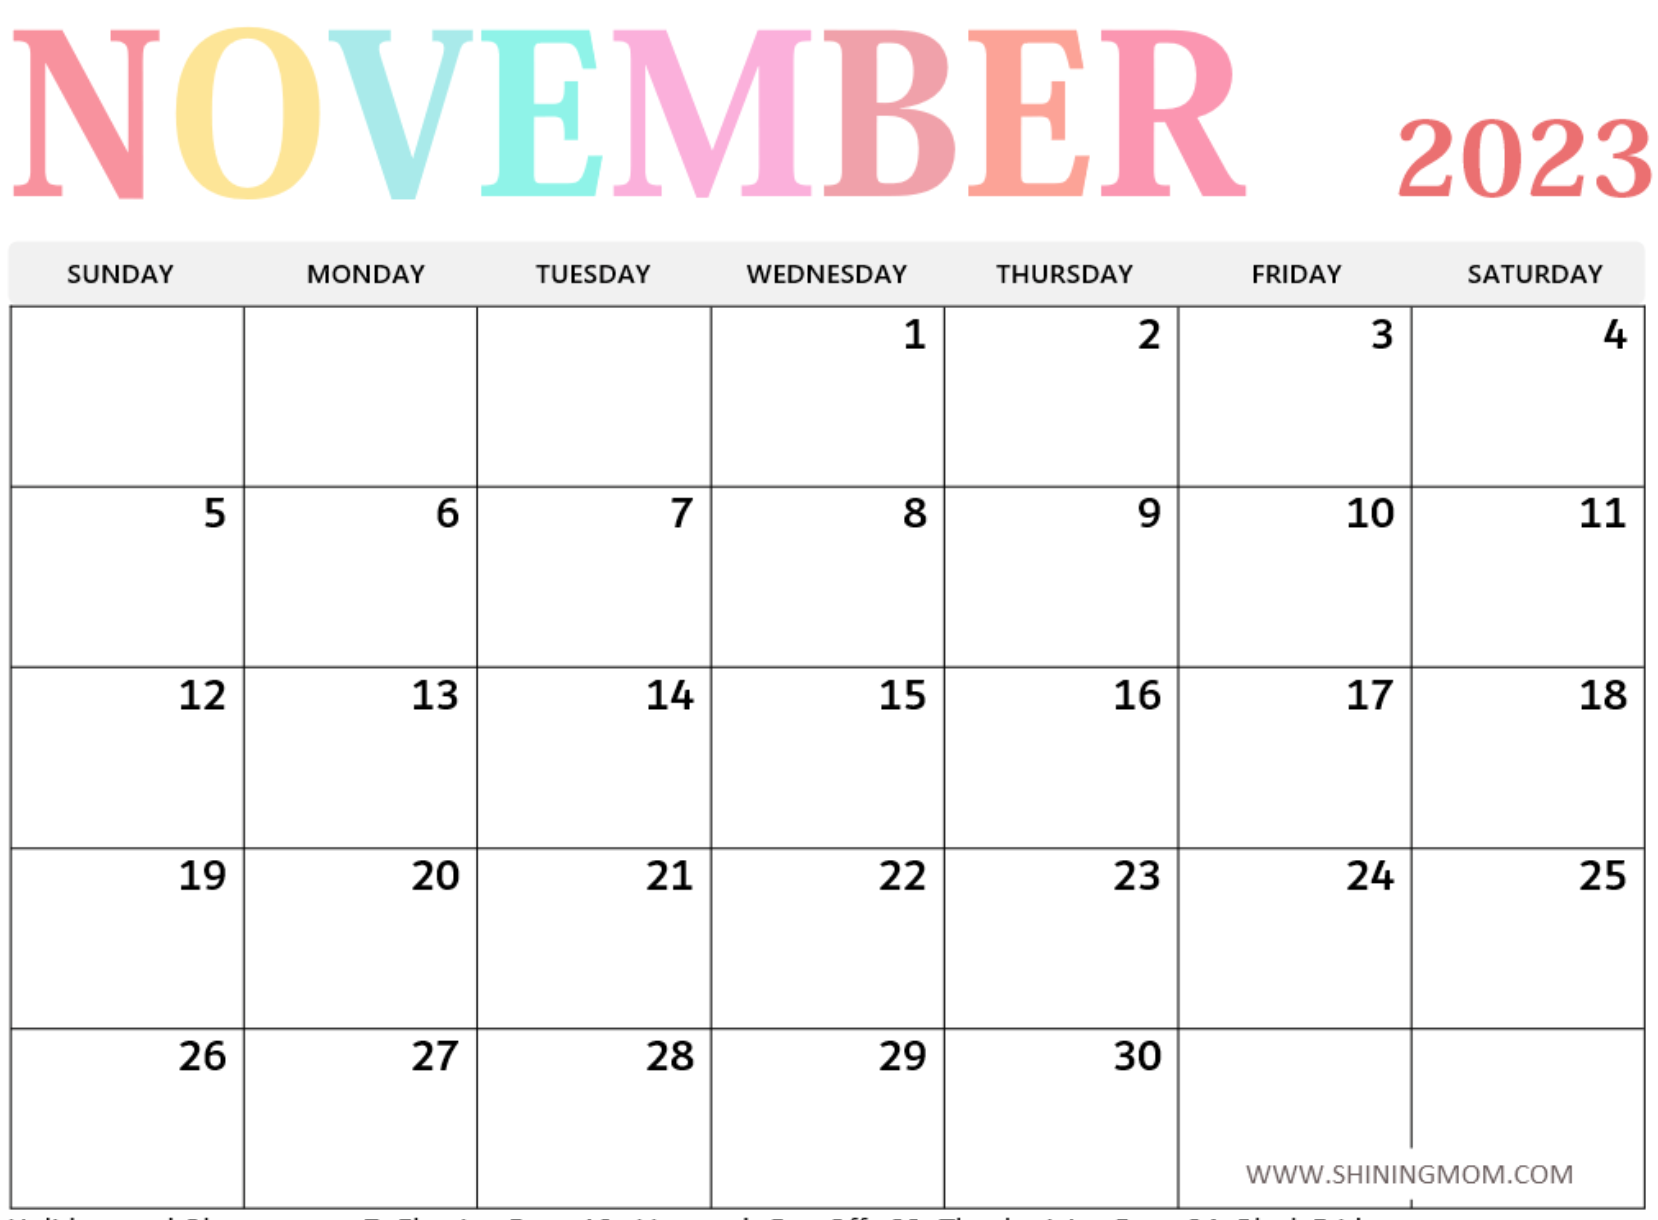 NOVEMBER 2023
SUNDAY MONDAY TUESDAY WEDNESDAY THURSDAY FRIDAY SATURDAY
1 2 3 4
5 6 7 8 9 10 11
12 13 14 15 16 17 18
19 20 21 22 23 24 25
26 27 28 29 30
WWW.SHININGMOM.COM